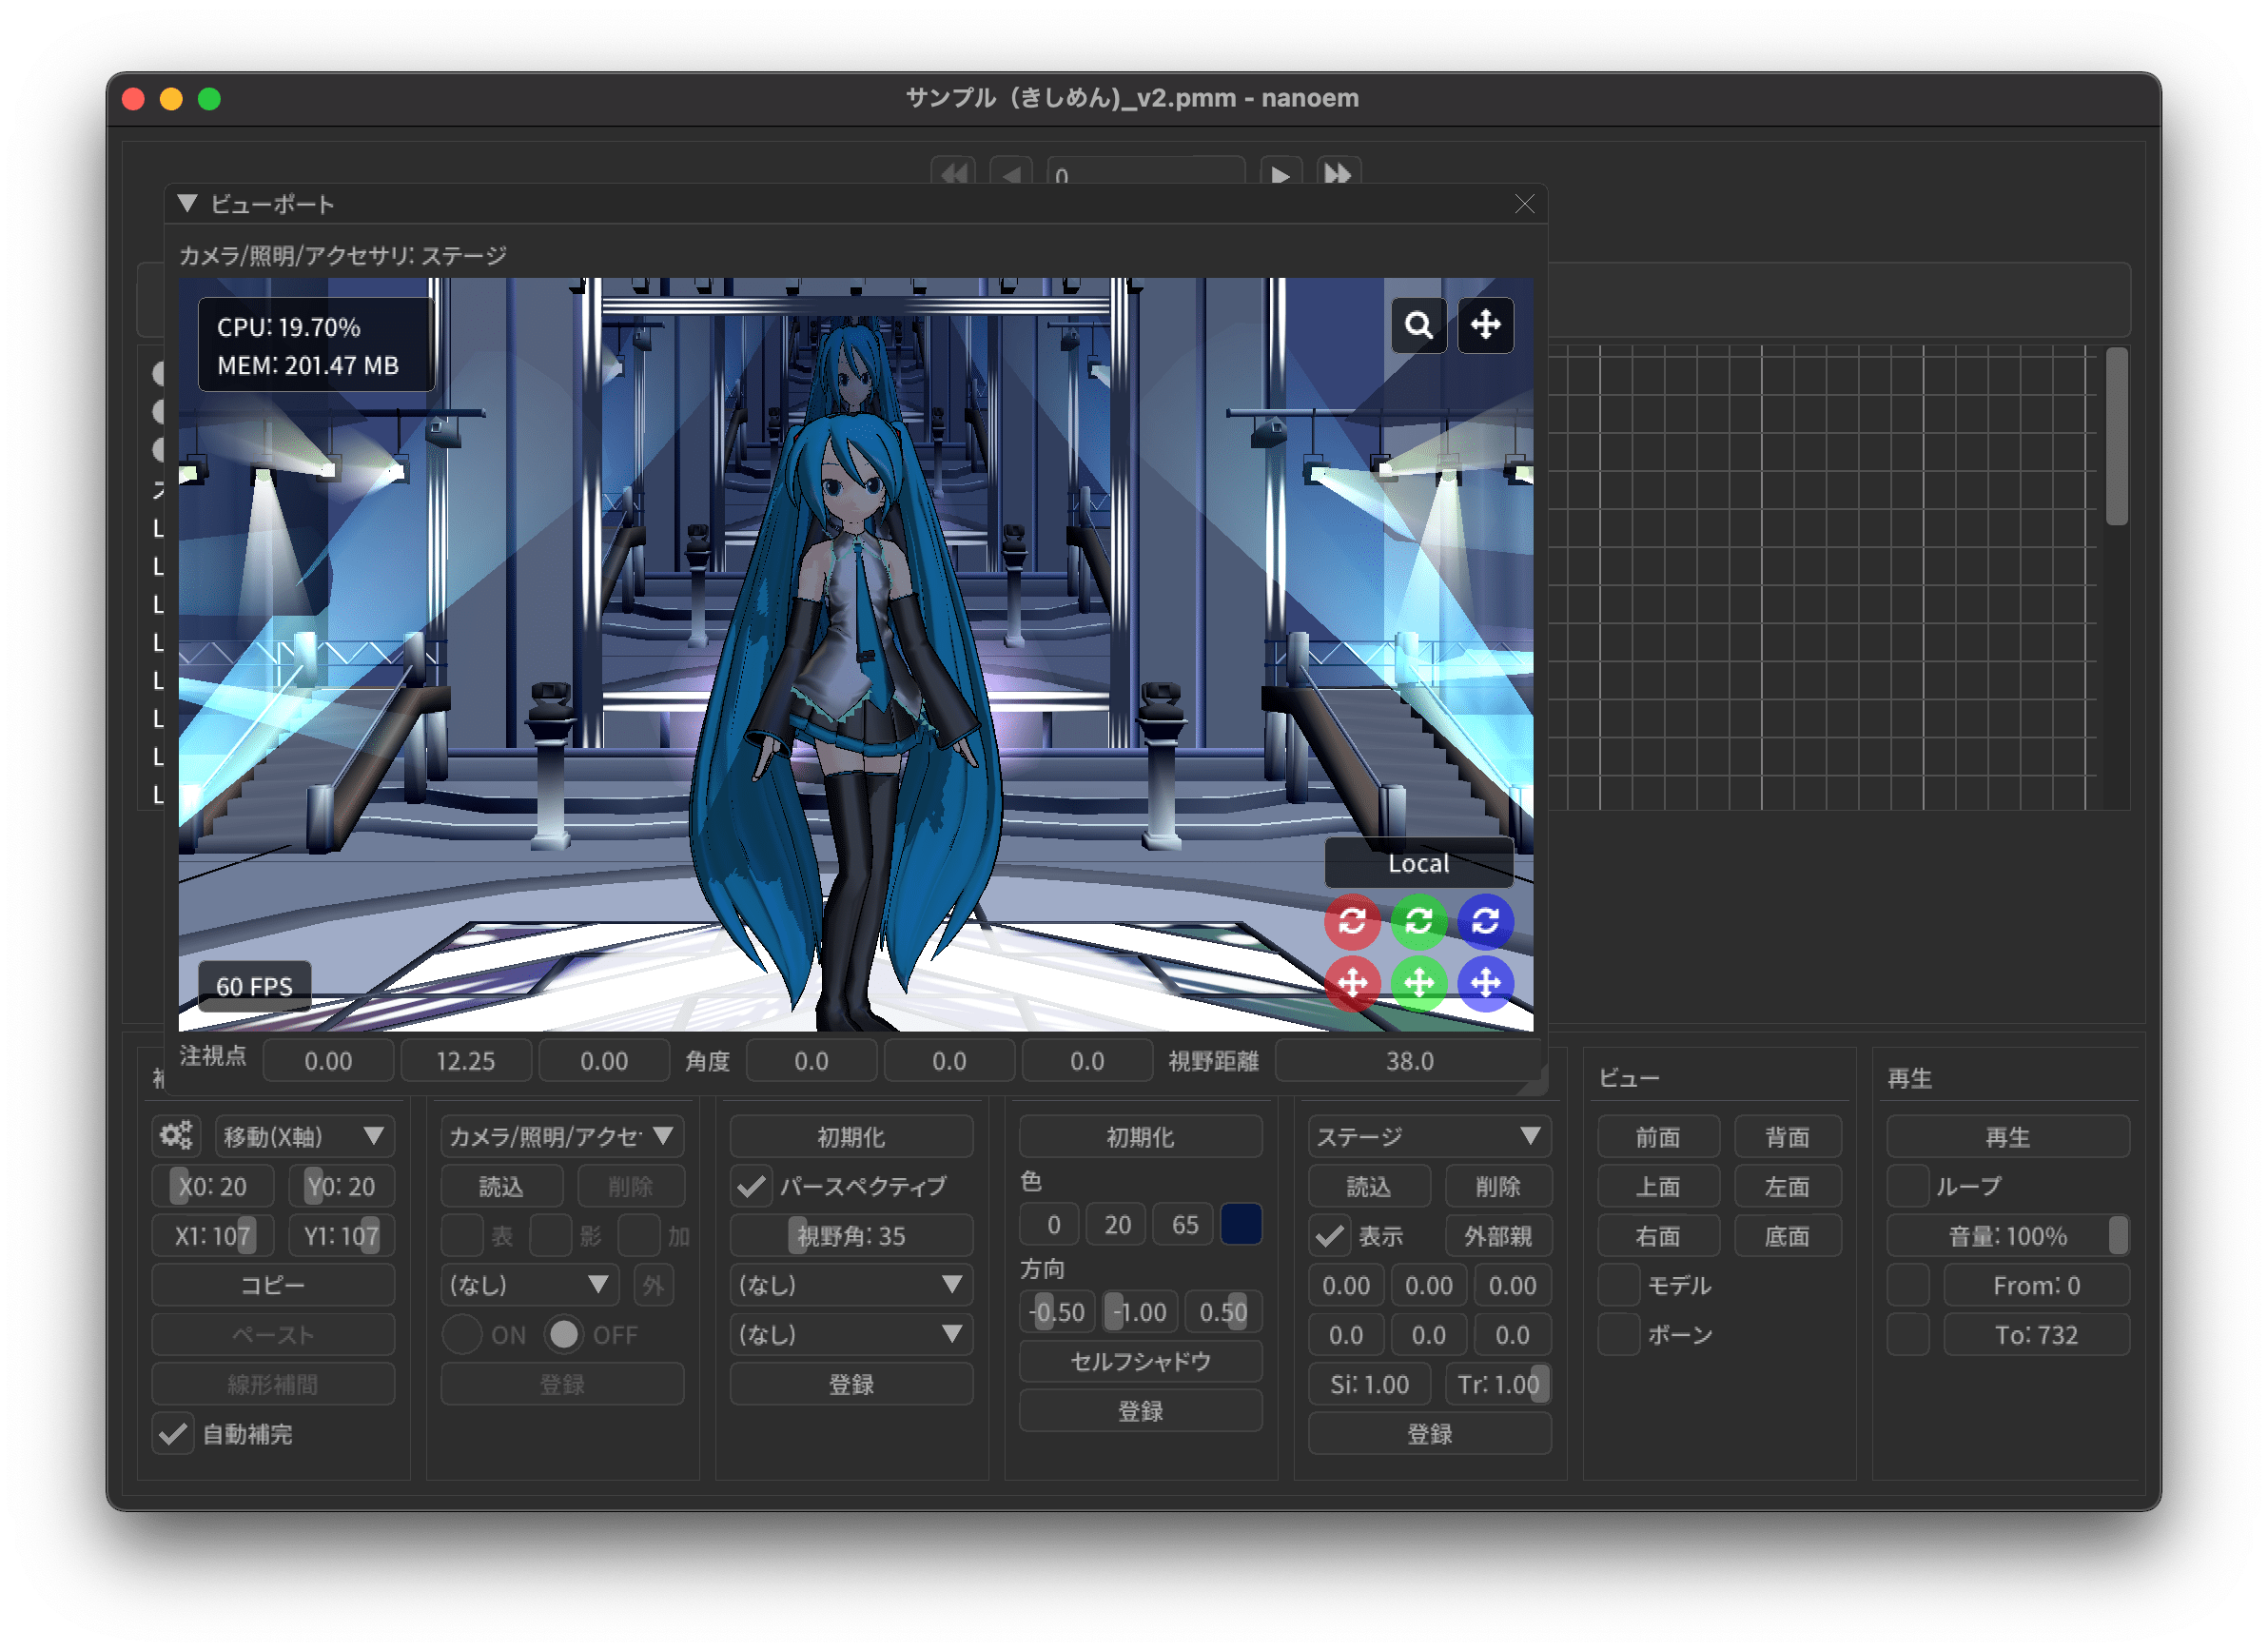 サンプル（きしめん)_v2.pmm - nanoem
0
ビューポート
カメラ/照明/アクセサリ: ステージ
CPU: 19.70%
MEM: 201.47 MB
L
L
L
L
L
L
L
L
Local
60 FPS
注視点 0.00 12.25 0.00 角度 0.0 0.0 0.0 視野距離 38.0
移動(X軸)
X0: 20 Y0: 20
X1: 107 Y1: 107
コピー
ペースト
線形補間
自動補完
カメラ/照明/アクセ
読込 削除
表 影 加
(なし) 外
ON OFF
登録
初期化
パースペクティブ
視野角: 35
(なし)
(なし)
登録
初期化
色
0 20 65
方向
-0.50 -1.00 0.50
セルフシャドウ
登録
ステージ
読込 削除
表示 外部親
0.00 0.00 0.00
0.0 0.0 0.0
Si: 1.00 Tr: 1.00
登録
ビュー
前面 背面
上面 左面
右面 底面
モデル
ボーン
再生
再生
ループ
音量: 100%
From: 0
To: 732